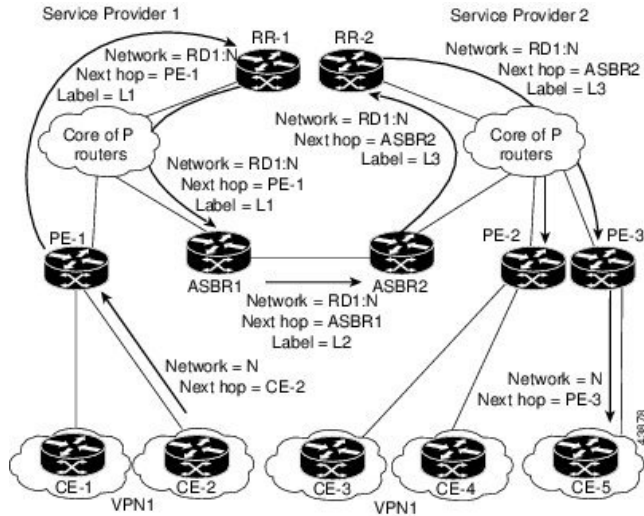 Service Provider 1
Service Provider 2
RR-1
RR-2
Network = RD1:N
Next hop = PE-1
Label = L1
Network = RD1:N
Next hop = ASBR2
Label = L3
Core of P
routers
Network = RD1:N
Next hop = ASBR2
Label = L3
Core of P
routers
Network = RD1:N
Next hop = PE-1
Label = L1
PE-1
PE-2
PE-3
ASBR1
ASBR2
Network = RD1:N
Next hop = ASBR1
Label = L2
Network = N
Next hop = CE-2
Network = N
Next hop = PE-3
CE-1
CE-2
CE-3
CE-4
CE-5
VPN1
VPN1